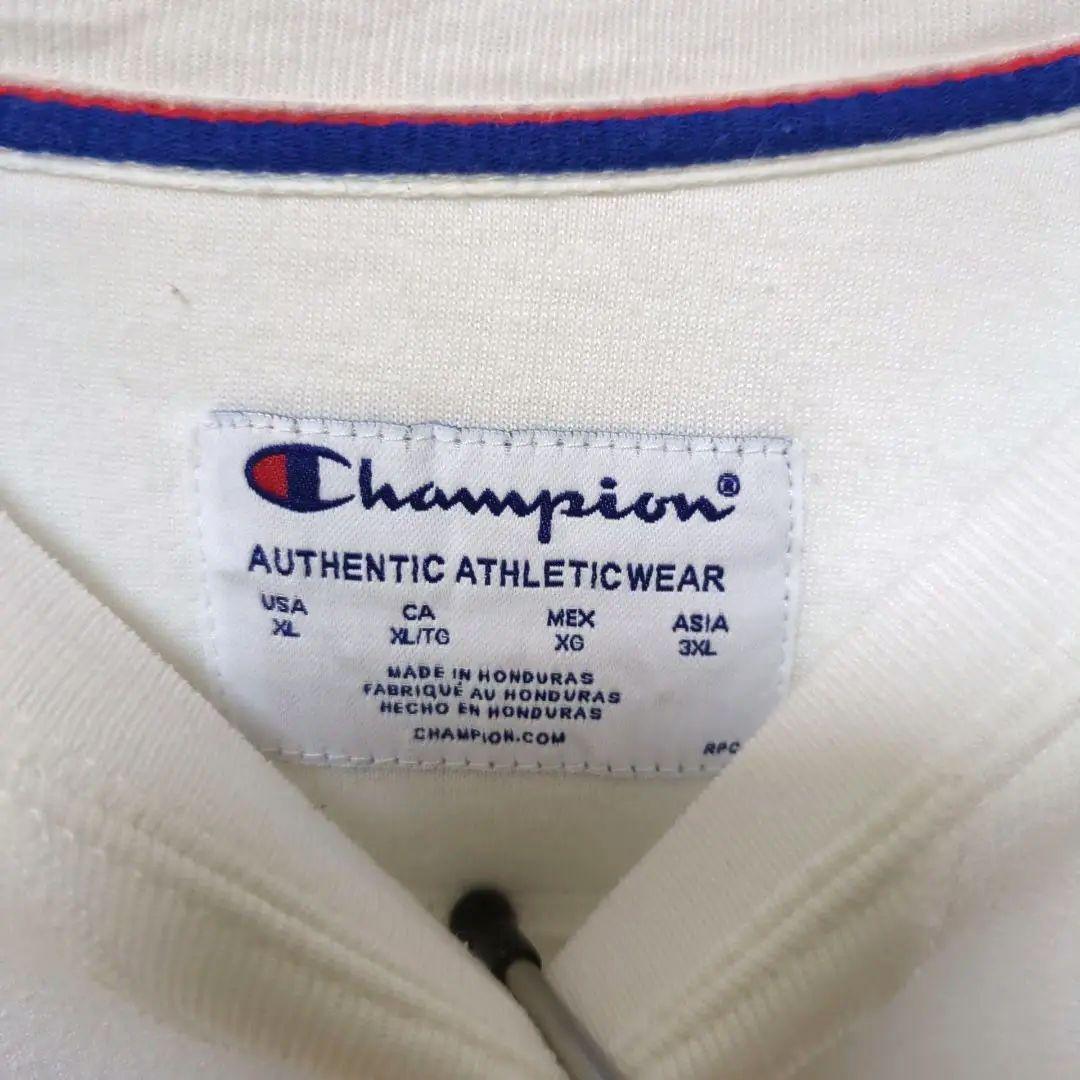 Champion®
AUTHENTIC ATHLETICWEAR
USA CA MEX ASIA
XL XL/TG XG 3XL
MADE IN HONDURAS
FABRIQUÉ AU HONDURAS
HECHO EN HONDURAS
CHAMPION.COM
RPC